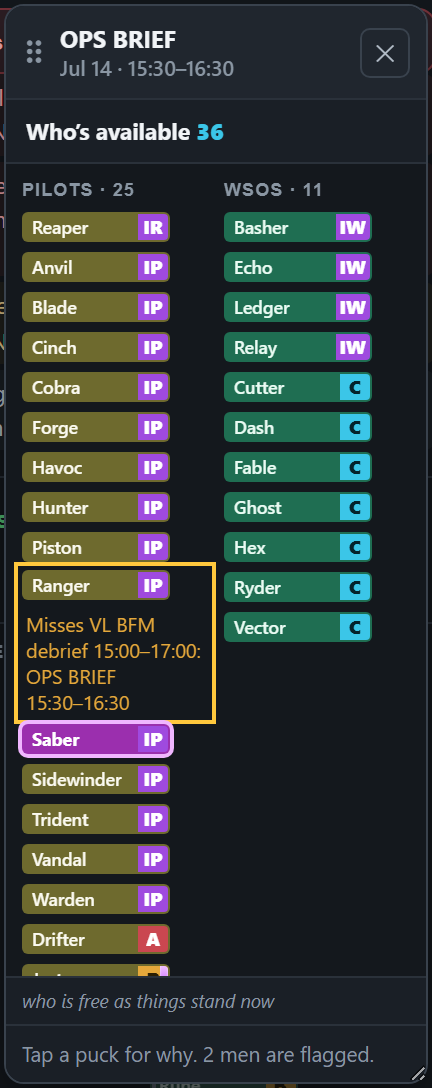 OPS BRIEF
Jul 14 · 15:30–16:30
Who's available 36
PILOTS · 25
Reaper IR
Anvil IP
Blade IP
Cinch IP
Cobra IP
Forge IP
Havoc IP
Hunter IP
Piston IP
Ranger IP
Misses VL BFM
debrief 15:00–17:00:
OPS BRIEF
15:30–16:30
Saber IP
Sidewinder IP
Trident IP
Vandal IP
Warden IP
Drifter A
WSOS · 11
Basher IW
Echo IW
Ledger IW
Relay IW
Cutter C
Dash C
Fable C
Ghost C
Hex C
Ryder C
Vector C
who is free as things stand now
Tap a puck for why. 2 men are flagged.